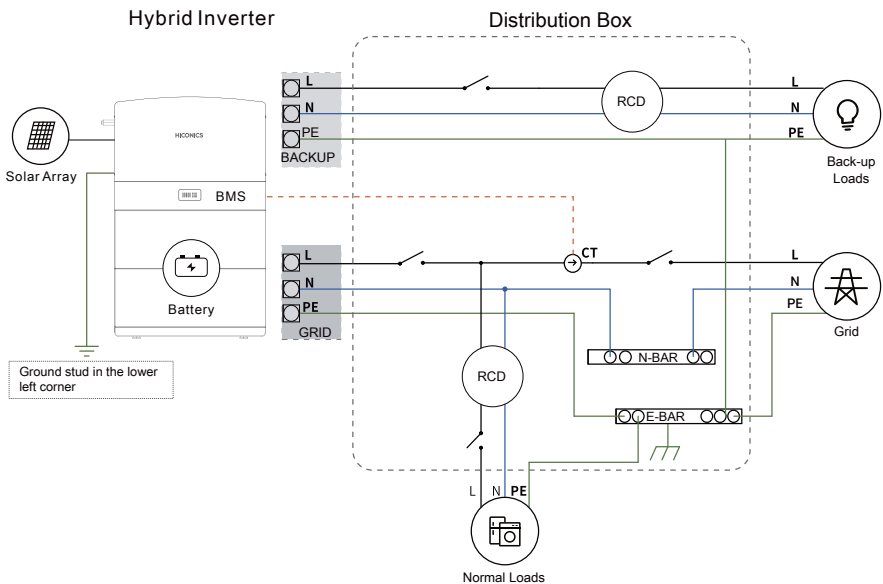 Hybrid Inverter
Distribution Box
L
N
PE
BACKUP
RCD
L
N
PE
Back-up
Loads
Solar Array
HICONICS
BMS
Battery
Ground stud in the lower
left corner
L
N
PE
GRID
CT
L
N
PE
Grid
N-BAR
RCD
E-BAR
L
N
PE
Normal Loads